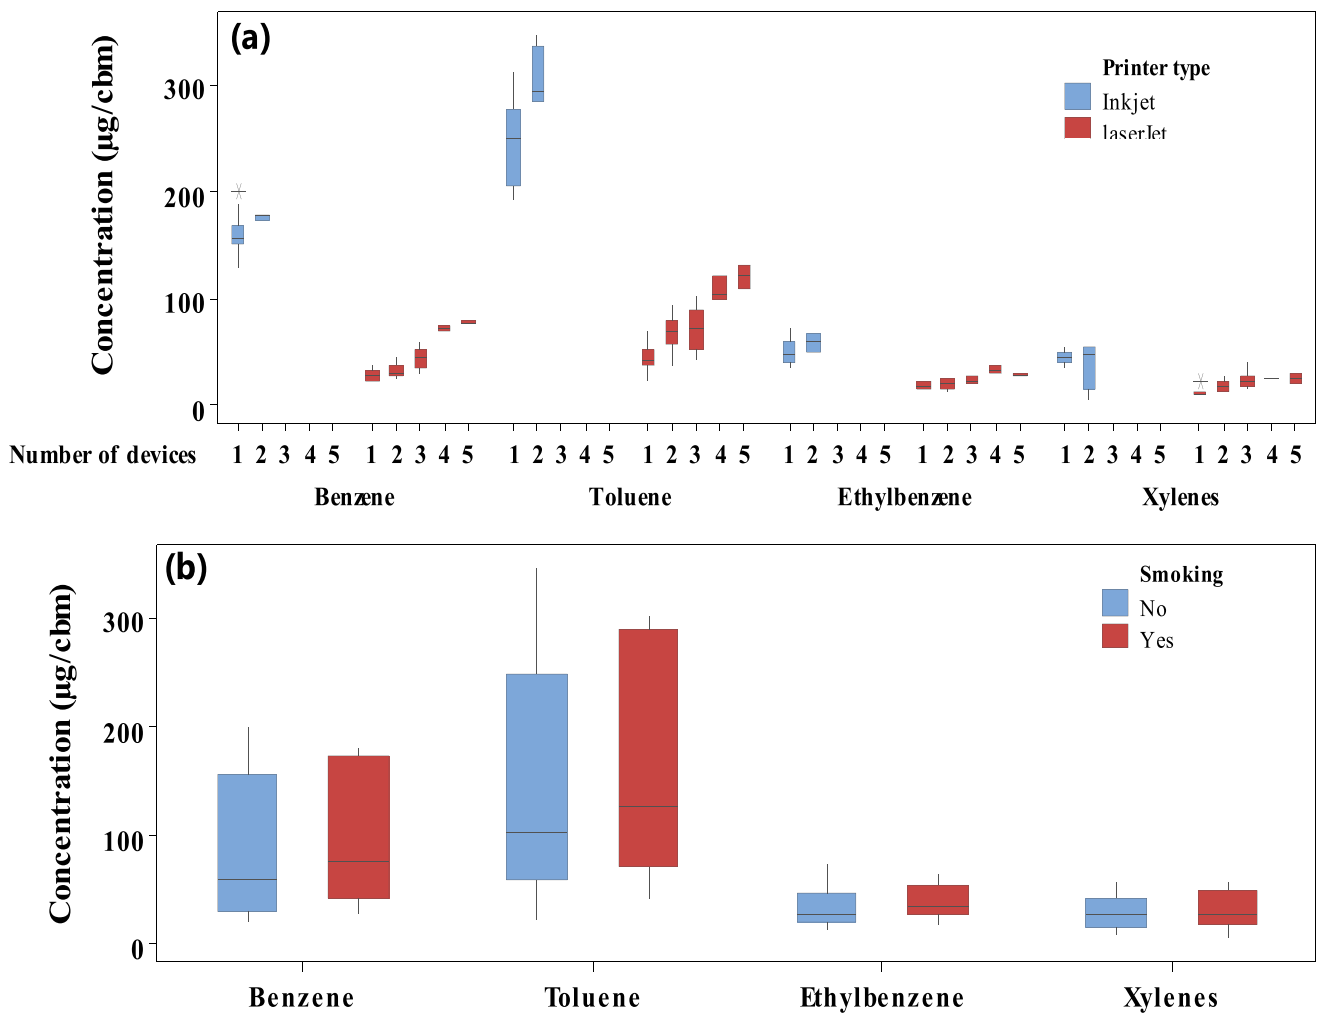 (a)
Concentration (µg/cbm)
Printer type
Inkjet
laserJet
300
200
100
0
Number of devices 1 2 3 4 5 1 2 3 4 5 1 2 3 4 5 1 2 3 4 5 1 2 3 4 5 1 2 3 4 5 1 2 3 4 5 1 2 3 4 5
Benzene Toluene Ethylbenzene Xylenes
(b)
Concentration (µg/cbm)
Smoking
No
Yes
300
200
100
0
Benzene Toluene Ethylbenzene Xylenes